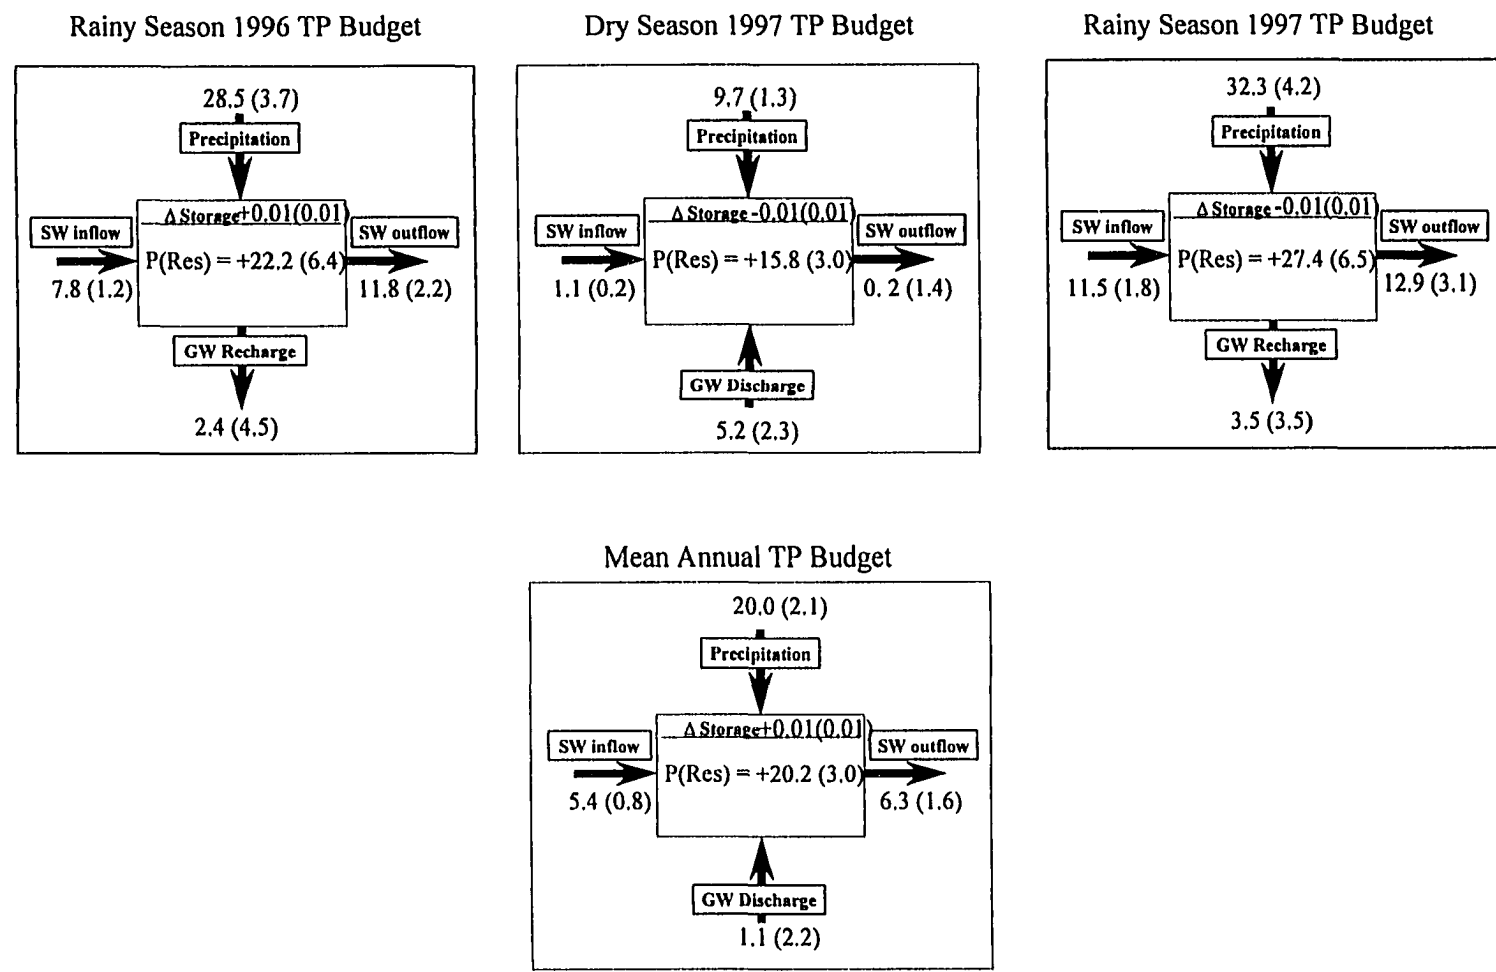 Rainy Season 1996 TP Budget
28.5 (3.7)
Precipitation
Δ Storage+0.01(0.01)
SW inflow
SW outflow
P(Res) = +22.2 (6.4)
7.8 (1.2)
11.8 (2.2)
GW Recharge
2.4 (4.5)
Dry Season 1997 TP Budget
9.7 (1.3)
Precipitation
Δ Storage-0.01(0.01)
SW inflow
SW outflow
P(Res) = +15.8 (3.0)
1.1 (0.2)
0. 2 (1.4)
GW Discharge
5.2 (2.3)
Rainy Season 1997 TP Budget
32.3 (4.2)
Precipitation
Δ Storage-0.01(0.01)
SW inflow
SW outflow
P(Res) = +27.4 (6.5)
11.5 (1.8)
12.9 (3.1)
GW Recharge
3.5 (3.5)
Mean Annual TP Budget
20.0 (2.1)
Precipitation
Δ Storage+0.01(0.01)
SW inflow
SW outflow
P(Res) = +20.2 (3.0)
5.4 (0.8)
6.3 (1.6)
GW Discharge
1.1 (2.2)